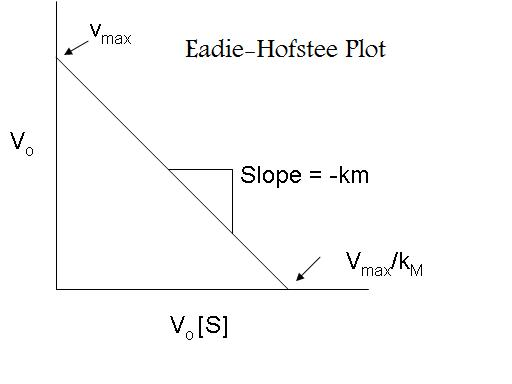 vmax
Eadie-Hofstee Plot
Vo
Slope = -km
Vmax/kM
Vo[S]